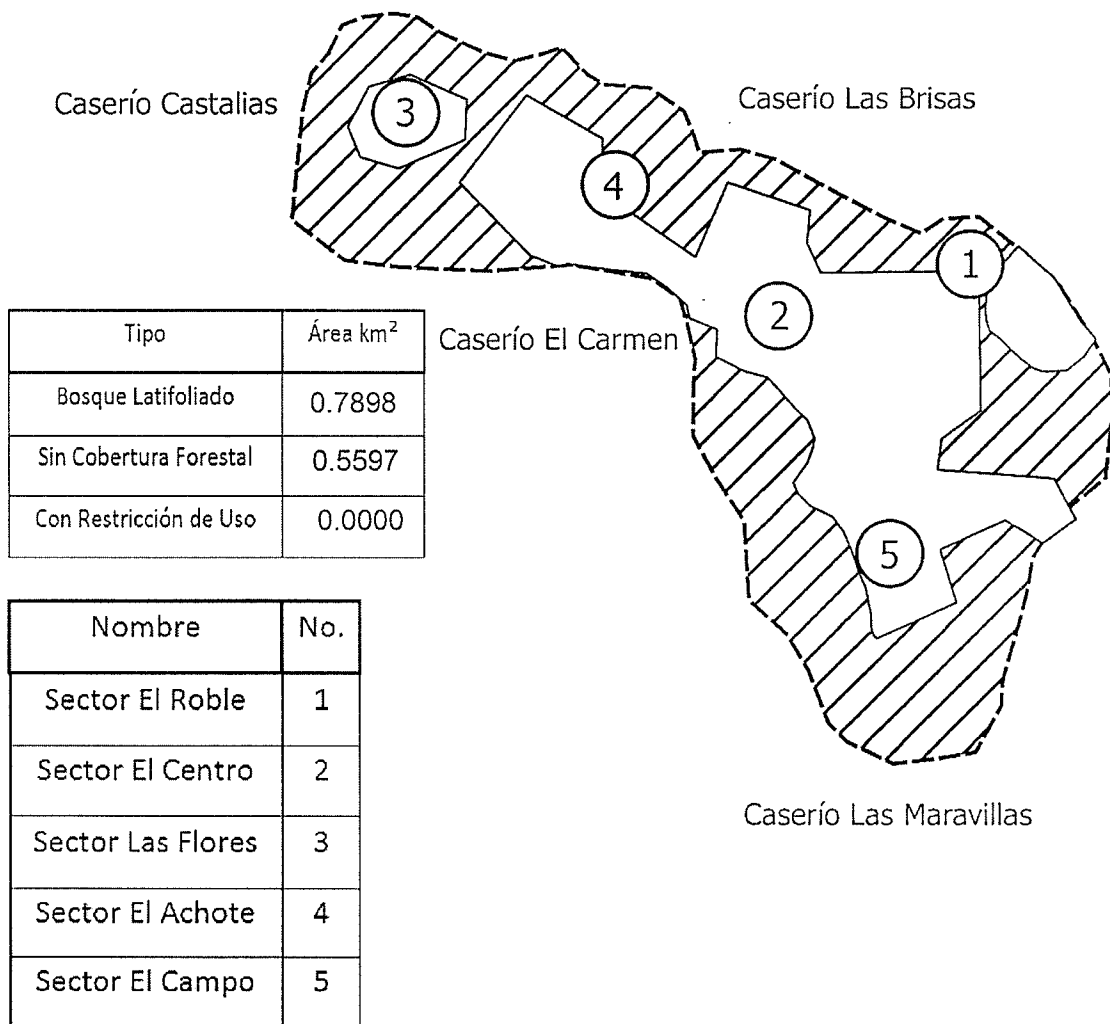 Caserío Castalias
Caserío Las Brisas
3
4
1
2
Caserío El Carmen
5
Caserío Las Maravillas
Tipo Área km²
Bosque Latifoliado 0.7898
Sin Cobertura Forestal 0.5597
Con Restricción de Uso 0.0000
Nombre No.
Sector El Roble 1
Sector El Centro 2
Sector Las Flores 3
Sector El Achote 4
Sector El Campo 5